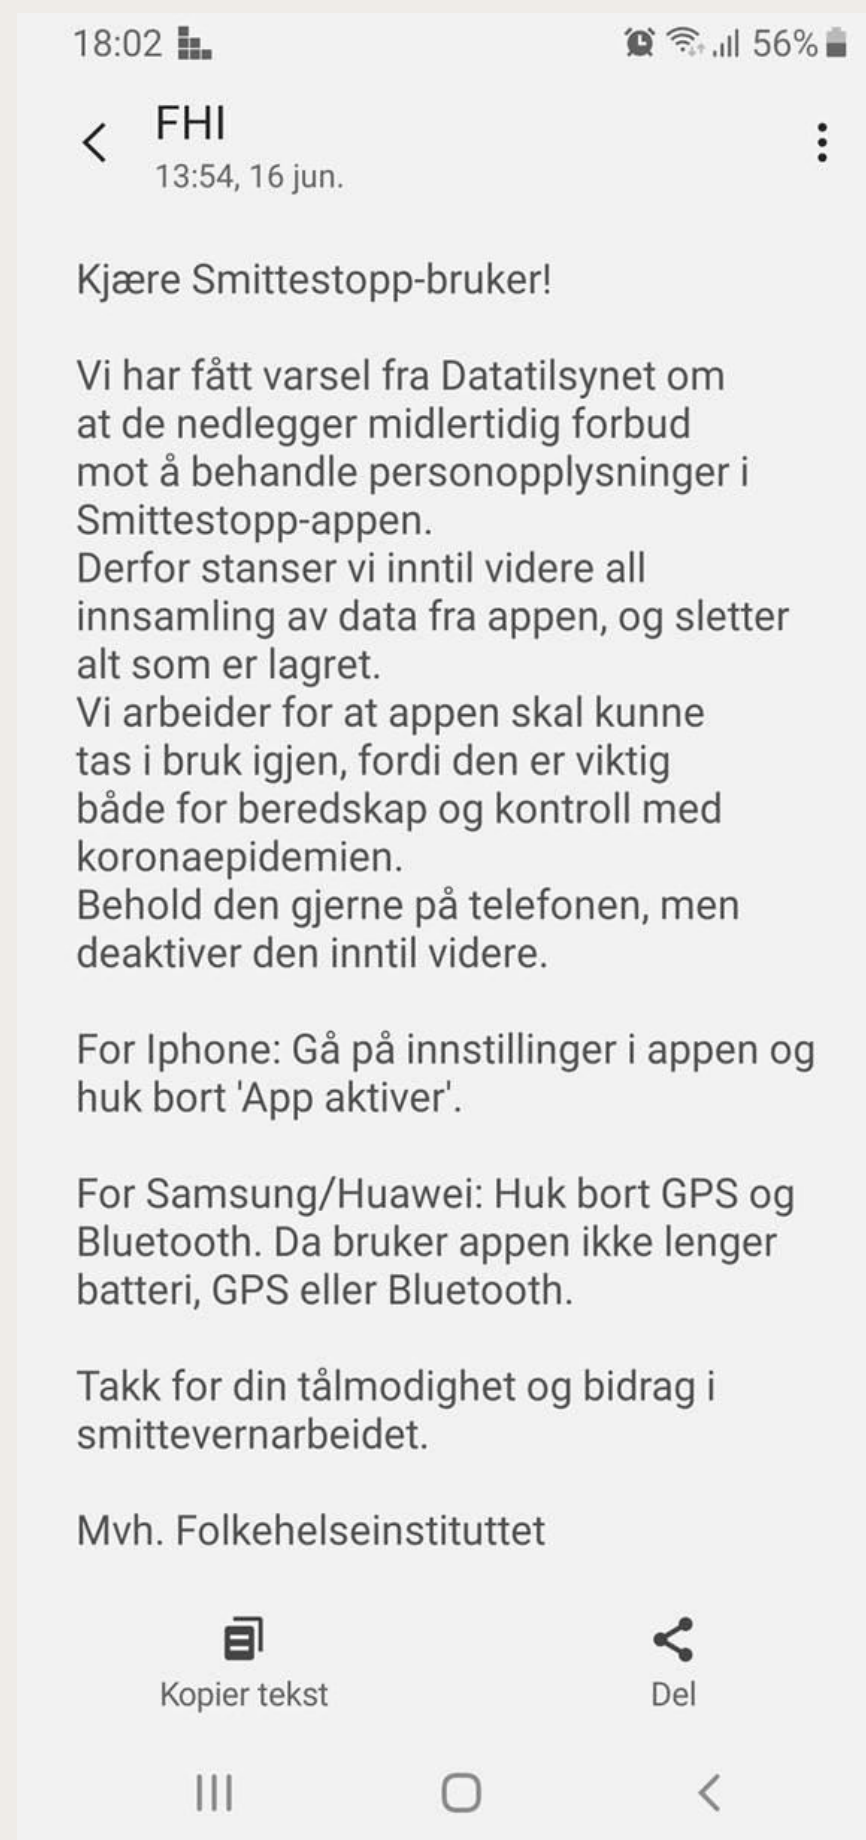 18:02
56%
FHI
13:54, 16 jun.
Kjære Smittestopp-bruker!
Vi har fått varsel fra Datatilsynet om
at de nedlegger midlertidig forbud
mot å behandle personopplysninger i
Smittestopp-appen.
Derfor stanser vi inntil videre all
innsamling av data fra appen, og sletter
alt som er lagret.
Vi arbeider for at appen skal kunne
tas i bruk igjen, fordi den er viktig
både for beredskap og kontroll med
koronaepidemien.
Behold den gjerne på telefonen, men
deaktiver den inntil videre.
For Iphone: Gå på innstillinger i appen og
huk bort 'App aktiver'.
For Samsung/Huawei: Huk bort GPS og
Bluetooth. Da bruker appen ikke lenger
batteri, GPS eller Bluetooth.
Takk for din tålmodighet og bidrag i
smittevernarbeidet.
Mvh. Folkehelseinstituttet
Kopier tekst
Del